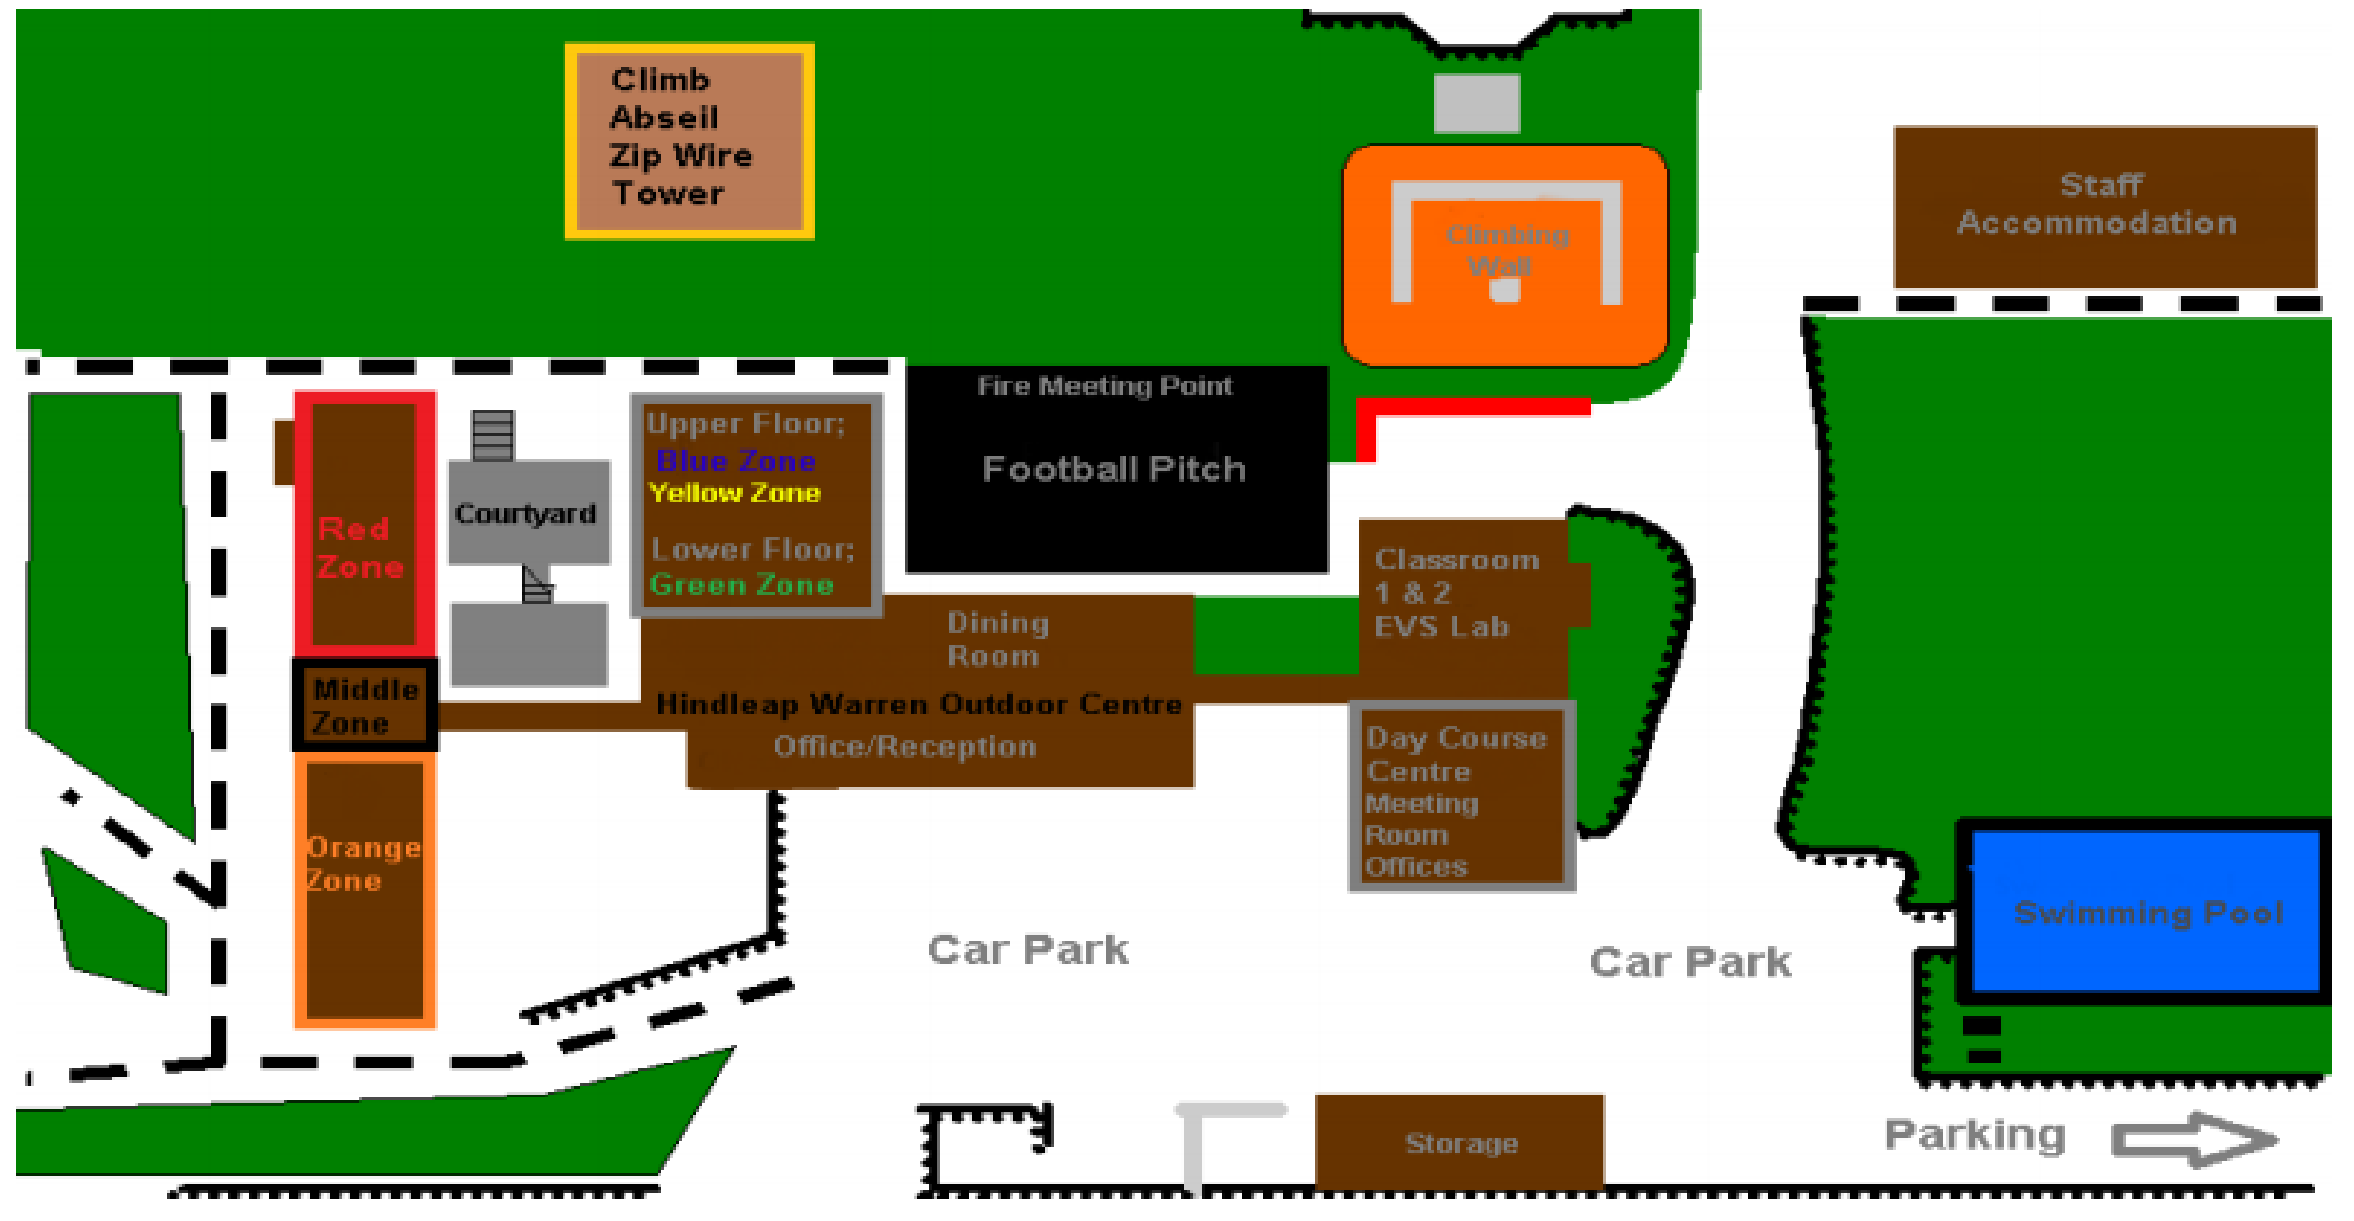 Climb
Abseil
Zip Wire
Tower
Climbing
Wall
Staff
Accommodation
Fire Meeting Point
Football Pitch
Upper Floor;
Blue Zone
Yellow Zone
Lower Floor;
Green Zone
Courtyard
Red
Zone
Middle
Zone
Orange
Zone
Dining
Room
Hindleap Warren Outdoor Centre
Office/Reception
Classroom
1 & 2
EVS Lab
Day Course
Centre
Meeting
Room
Offices
Swimming Pool
Car Park
Car Park
Storage
Parking